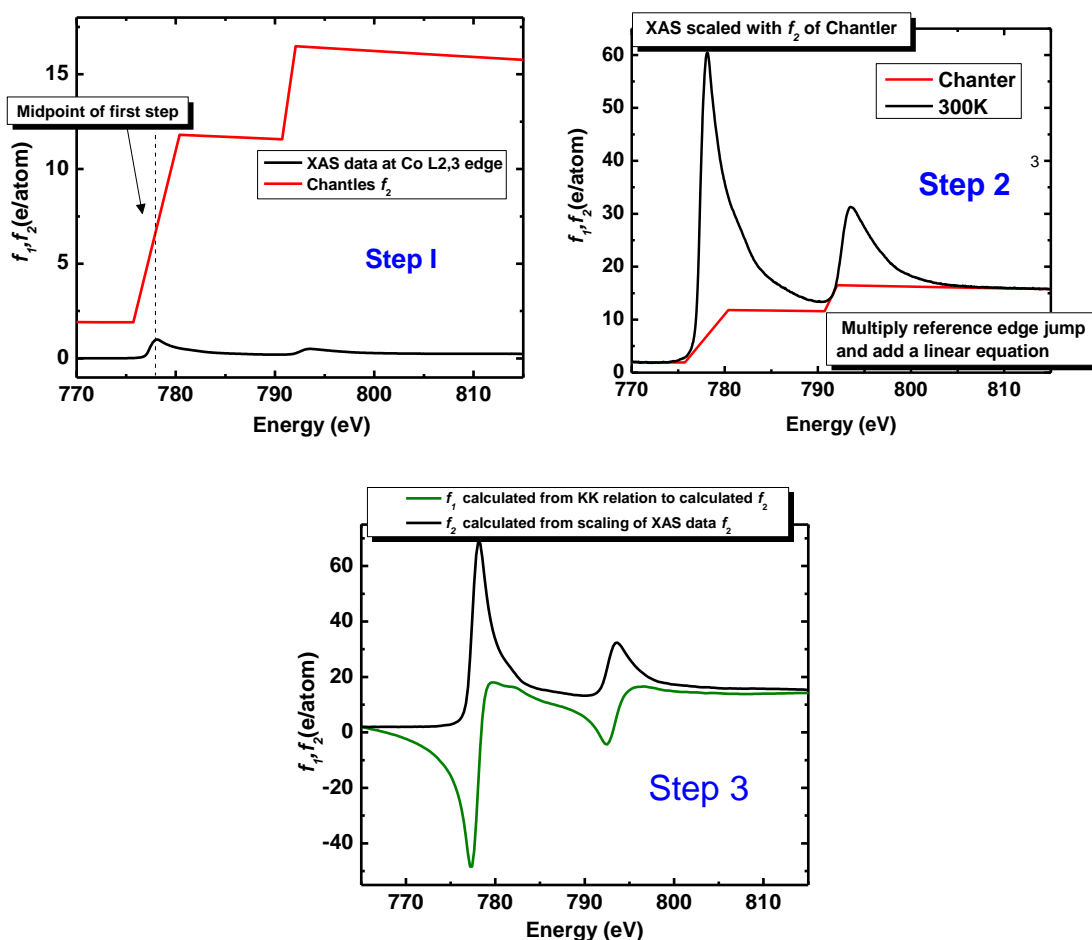 15
10
5
0
770 780 790 800 810
f1,f2(e/atom)
Energy (eV)
Midpoint of first step
XAS data at Co L2,3 edge
Chantles f2
Step I
XAS scaled with f2 of Chantler
60
50
40
30
20
10
0
770 780 790 800 810
f1,f2(e/atom)
Energy (eV)
Chanter
300K
3
Step 2
Multiply reference edge jump
and add a linear equation
f1 calculated from KK relation to calculated f2
f2 calculated from scaling of XAS data f2
60
40
20
0
-20
-40
770 780 790 800 810
f1,f2(e/atom)
Energy (eV)
Step 3